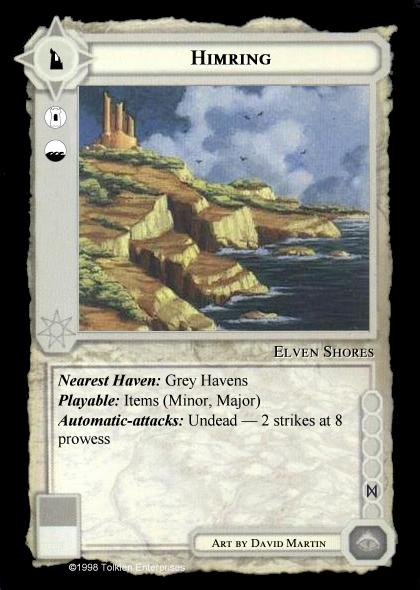 HIMRING
ELVEN SHORES
Nearest Haven: Grey Havens
Playable: Items (Minor, Major)
Automatic-attacks: Undead — 2 strikes at 8
prowess
ART BY DAVID MARTIN
©1998 Tolkien Enterprises